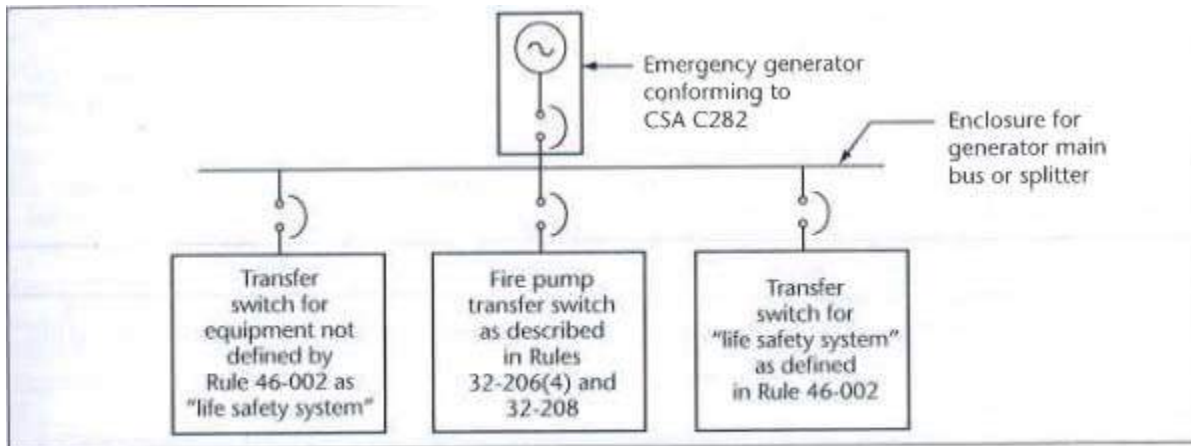 Emergency generator
conforming to
CSA C282
Enclosure for
generator main
bus or splitter
Transfer
switch for
equipment not
defined by
Rule 46-002 as
"life safety system"
Fire pump
transfer switch
as described
in Rules
32-206(4) and
32-208
Transfer
switch for
"life safety system"
as defined
in Rule 46-002